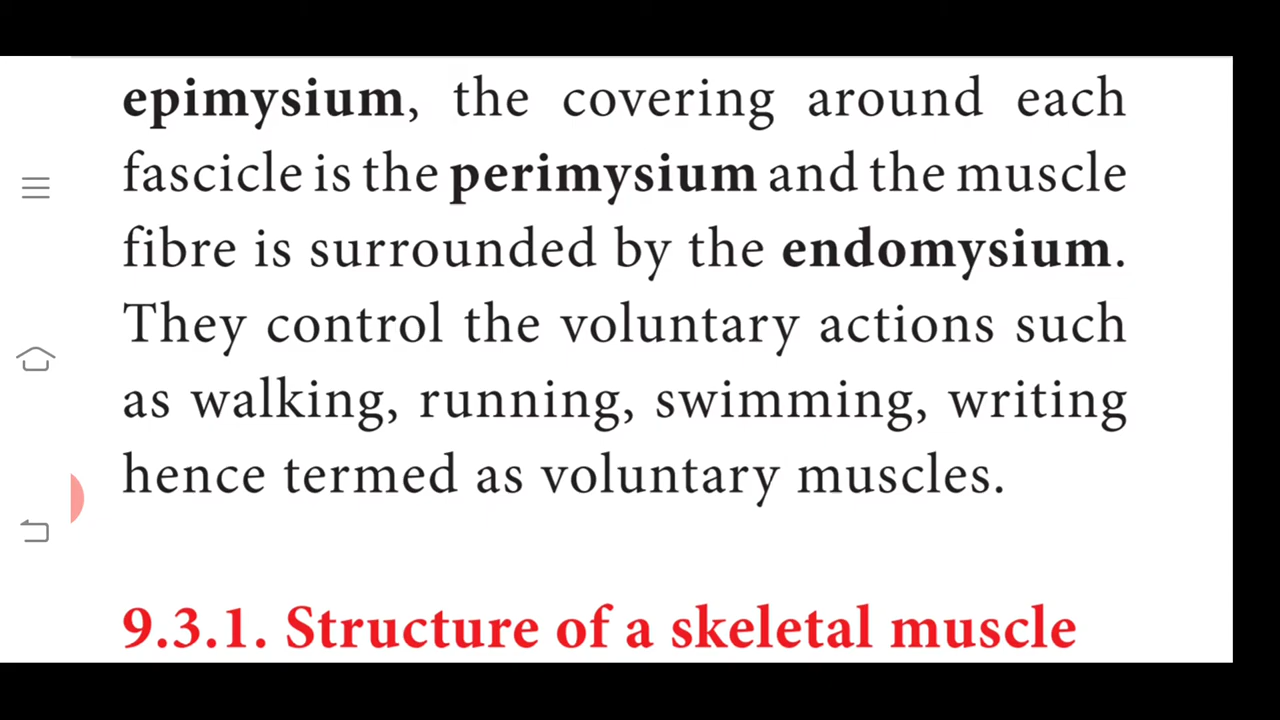 epimysium, the covering around each
fascicle is the perimysium and the muscle
fibre is surrounded by the endomysium.
They control the voluntary actions such
as walking, running, swimming, writing
hence termed as voluntary muscles.
9.3.1. Structure of a skeletal muscle